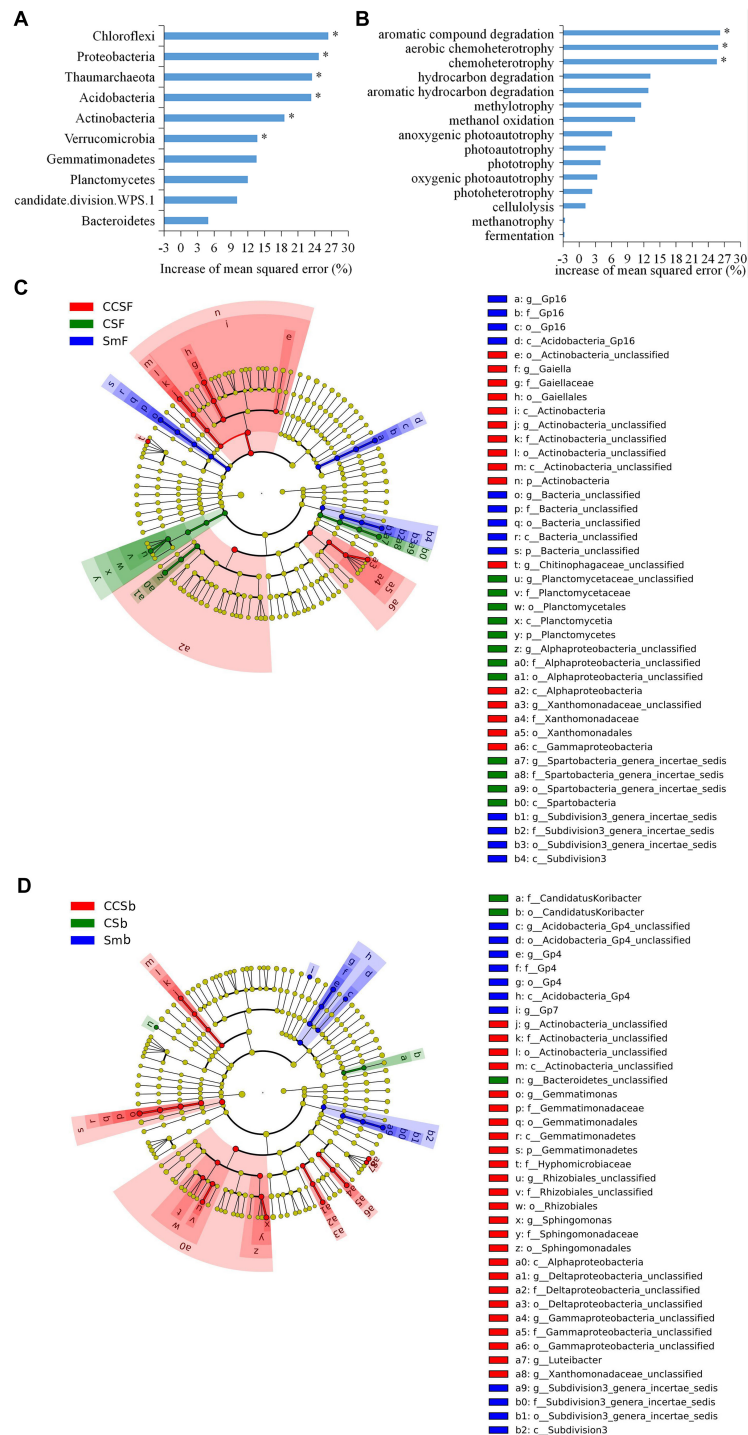 A
Chloroflexi *
Proteobacteria *
Thaumarchaeota *
Acidobacteria *
Actinobacteria *
Verrucomicrobia *
Gemmatimonadetes
Planctomycetes
candidate.division.WPS.1
Bacteroidetes
-3 0 3 6 9 12 15 18 21 24 27 30
Increase of mean squared error (%)
B
aromatic compound degradation *
aerobic chemoheterotrophy *
chemoheterotrophy *
hydrocarbon degradation
aromatic hydrocarbon degradation
methylotrophy
methanol oxidation
anoxygenic photoautotrophy
photoautotrophy
phototrophy
oxygenic photoautotrophy
photoheterotrophy
cellulolysis
methanotrophy
fermentation
-3 0 3 6 9 12 15 18 21 24 27 30
increase of mean squared error (%)
C
CCSF
CSF
SmF
a: g__Gp16
b: f__Gp16
c: o__Gp16
d: c__Acidobacteria_Gp16
e: o__Actinobacteria_unclassified
f: g__Gaiella
g: f__Gaiellaceae
h: o__Gaiellales
i: c__Actinobacteria
j: g__Actinobacteria_unclassified
k: f__Actinobacteria_unclassified
l: o__Actinobacteria_unclassified
m: c__Actinobacteria_unclassified
n: p__Actinobacteria
o: g__Bacteria_unclassified
p: f__Bacteria_unclassified
q: o__Bacteria_unclassified
r: c__Bacteria_unclassified
s: p__Bacteria_unclassified
t: g__Chitinophagaceae_unclassified
u: g__Planctomycetaceae_unclassified
v: f__Planctomycetaceae
w: o__Planctomycetales
x: c__Planctomycetia
y: p__Planctomycetes
z: g__Alphaproteobacteria_unclassified
a0: f__Alphaproteobacteria_unclassified
a1: o__Alphaproteobacteria_unclassified
a2: c__Alphaproteobacteria
a3: g__Xanthomonadaceae_unclassified
a4: f__Xanthomonadaceae
a5: o__Xanthomonadales
a6: c__Gammaproteobacteria
a7: g__Spartobacteria_genera_incertae_sedis
a8: f__Spartobacteria_genera_incertae_sedis
a9: o__Spartobacteria_genera_incertae_sedis
b0: c__Spartobacteria
b1: g__Subdivision3_genera_incertae_sedis
b2: f__Subdivision3_genera_incertae_sedis
b3: o__Subdivision3_genera_incertae_sedis
b4: c__Subdivision3
D
CCSb
CSb
Smb
a: f__CandidatusKoribacter
b: o__CandidatusKoribacter
c: g__Acidobacteria_Gp4_unclassified
d: o__Acidobacteria_Gp4_unclassified
e: g__Gp4
f: f__Gp4
g: o__Gp4
h: c__Acidobacteria_Gp4
i: g__Gp7
j: g__Actinobacteria_unclassified
k: f__Actinobacteria_unclassified
l: o__Actinobacteria_unclassified
m: c__Actinobacteria_unclassified
n: g__Bacteroidetes_unclassified
o: g__Gemmatimonas
p: f__Gemmatimonadaceae
q: o__Gemmatimonadales
r: c__Gemmatimonadetes
s: p__Gemmatimonadetes
t: f__Hyphomicrobiaceae
u: g__Rhizobiales_unclassified
v: f__Rhizobiales_unclassified
w: o__Rhizobiales
x: g__Sphingomonas
y: f__Sphingomonadaceae
z: o__Sphingomonadales
a0: c__Alphaproteobacteria
a1: g__Deltaproteobacteria_unclassified
a2: f__Deltaproteobacteria_unclassified
a3: o__Deltaproteobacteria_unclassified
a4: g__Gammaproteobacteria_unclassified
a5: f__Gammaproteobacteria_unclassified
a6: o__Gammaproteobacteria_unclassified
a7: g__Luteibacter
a8: g__Xanthomonadaceae_unclassified
a9: g__Subdivision3_genera_incertae_sedis
b0: f__Subdivision3_genera_incertae_sedis
b1: o__Subdivision3_genera_incertae_sedis
b2: c__Subdivision3